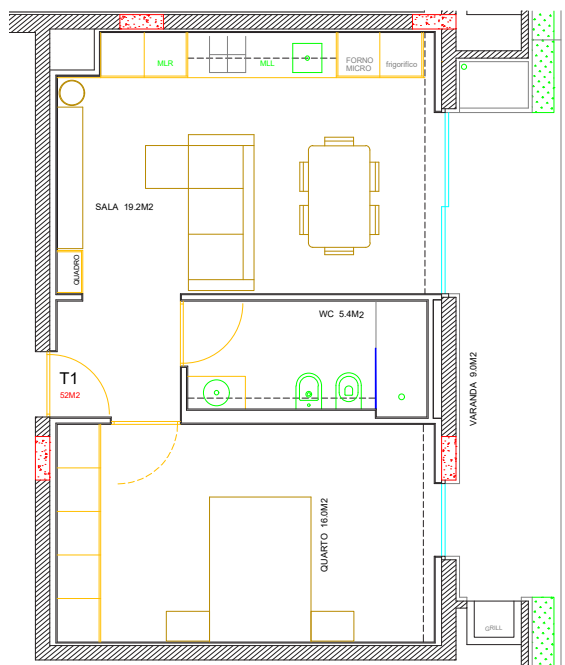 MLR
MLL
FORNO
MICRO
frigorifico
SALA 19.2M2
QUADRO
WC 5.4M2
T1
52M2
VARANDA 9.0M2
QUARTO 16.0M2
GRILL